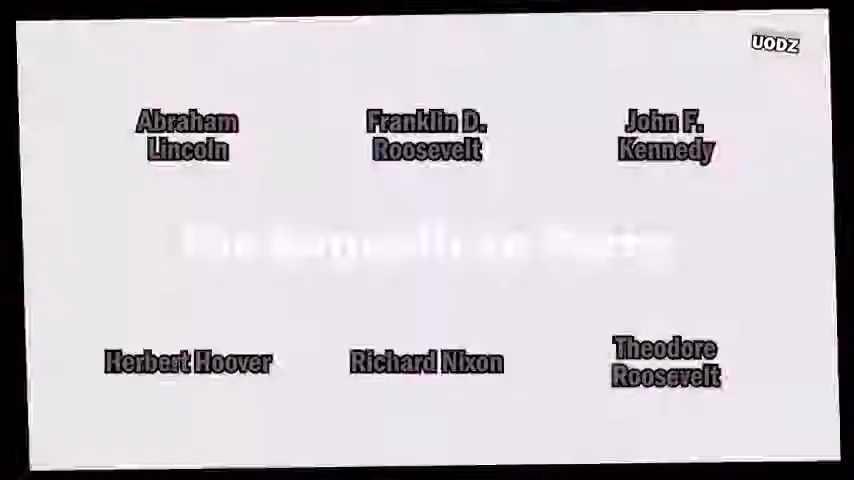 UODZ
Abraham
Lincoln
Franklin D.
Roosevelt
John F.
Kennedy
Herbert Hoover
Richard Nixon
Theodore
Roosevelt